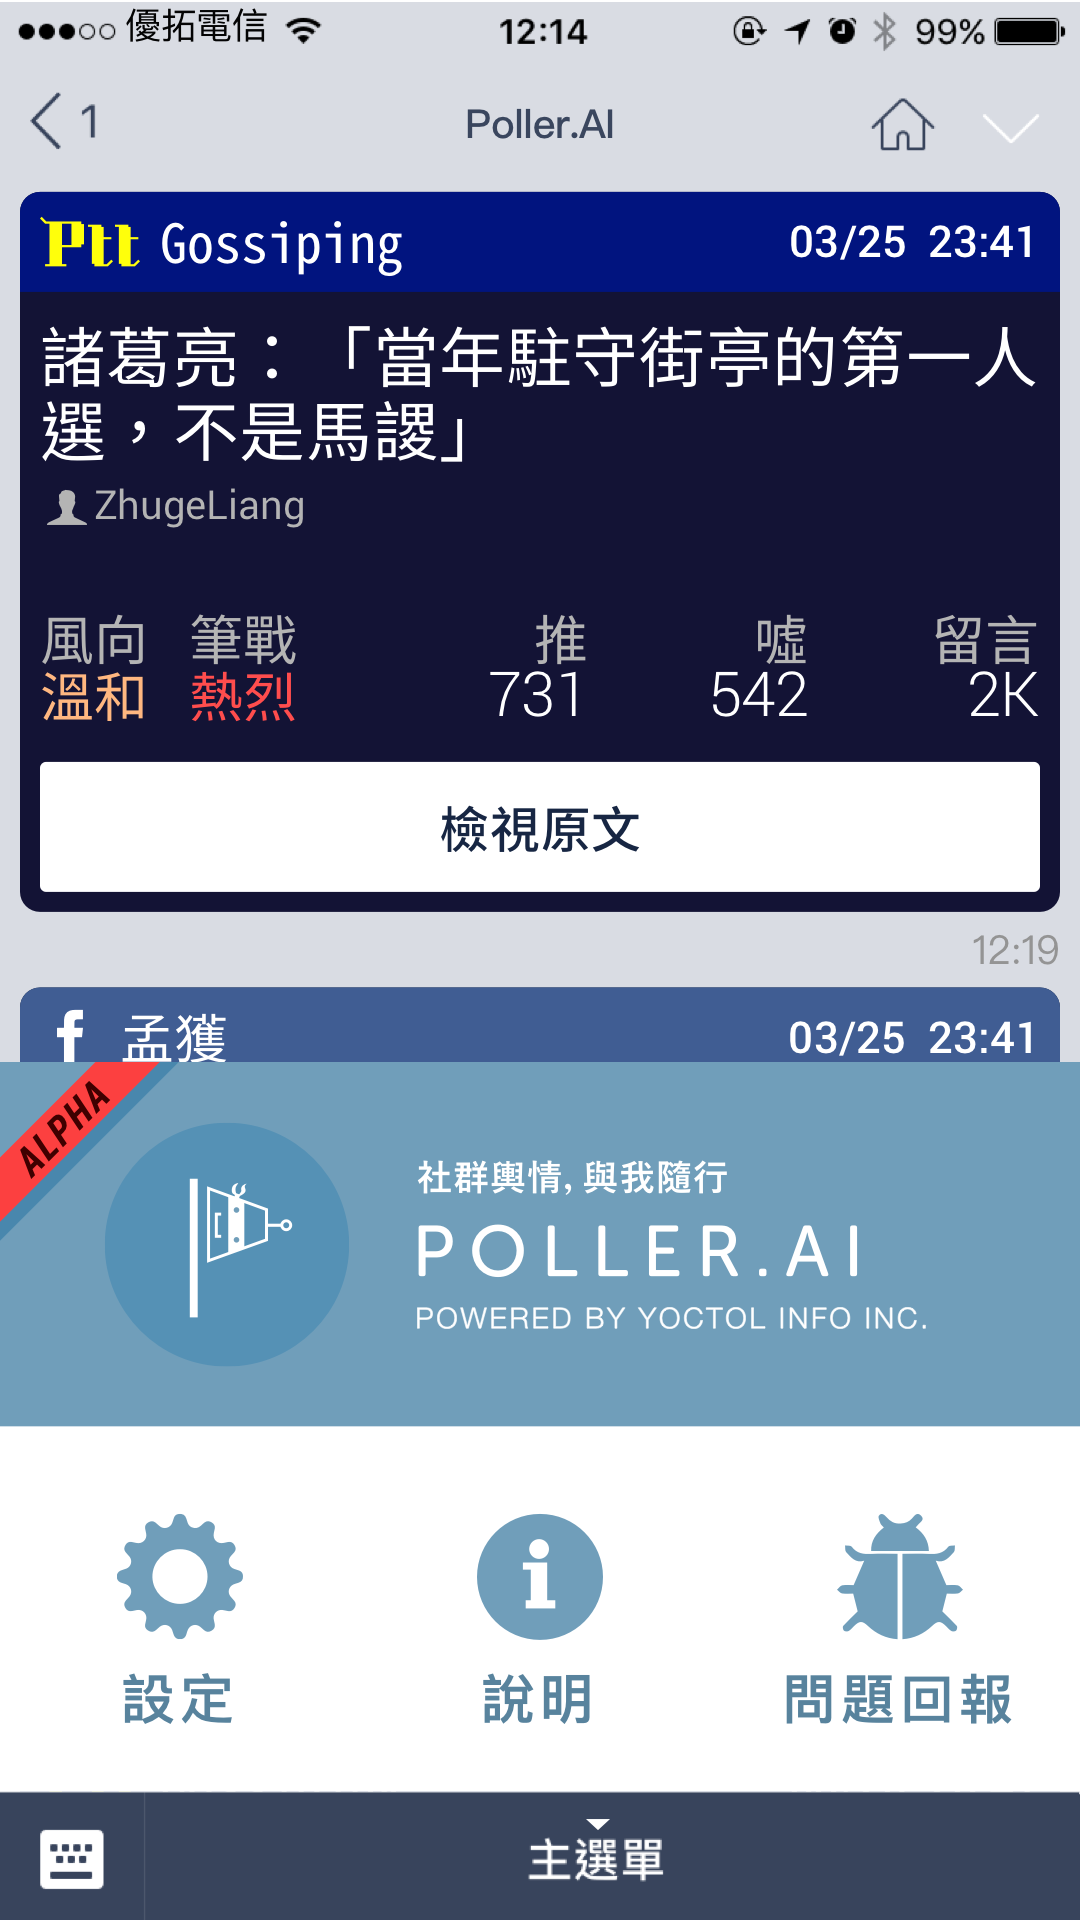 優拓電信 12:14 99%
1 Poller.AI
Ptt Gossiping 03/25 23:41
諸葛亮：「當年駐守街亭的第一人
選，不是馬謖」
ZhugeLiang
風向 筆戰 推 噓 留言
溫和 熱烈 731 542 2K
檢視原文
12:19
f 孟獲 03/25 23:41
ALPHA
社群輿情, 與我隨行
POLLER.AI
POWERED BY YOCTOL INFO INC.
設定 說明 問題回報
主選單